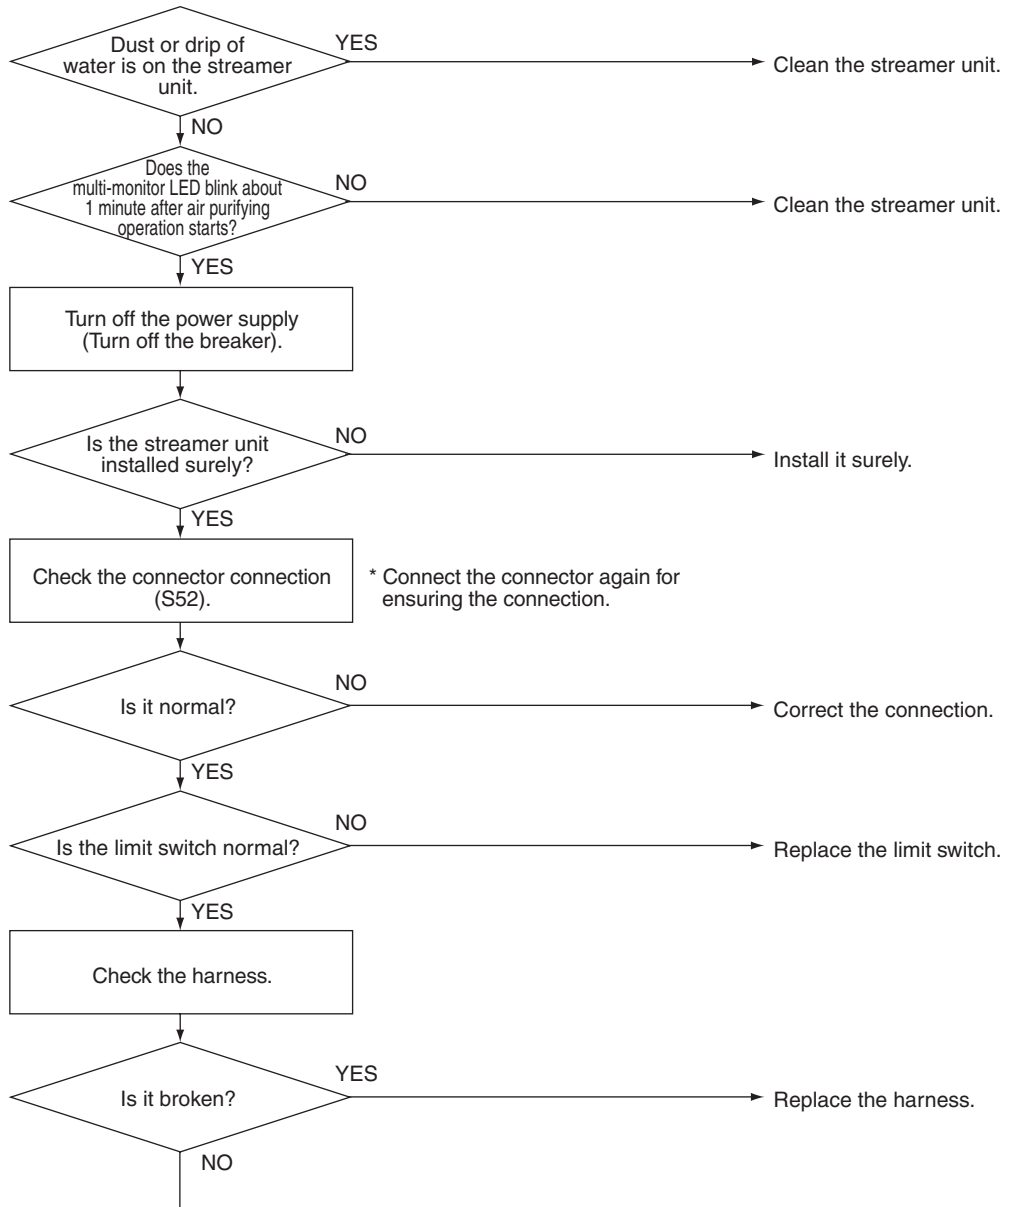 Dust or drip of
water is on the streamer
unit.
YES
Clean the streamer unit.
NO
Does the
multi-monitor LED blink about
1 minute after air purifying
operation starts?
NO
Clean the streamer unit.
YES
Turn off the power supply
(Turn off the breaker).
Is the streamer unit
installed surely?
NO
Install it surely.
YES
Check the connector connection
(S52).
* Connect the connector again for
ensuring the connection.
Is it normal?
NO
Correct the connection.
YES
Is the limit switch normal?
NO
Replace the limit switch.
YES
Check the harness.
Is it broken?
YES
Replace the harness.
NO